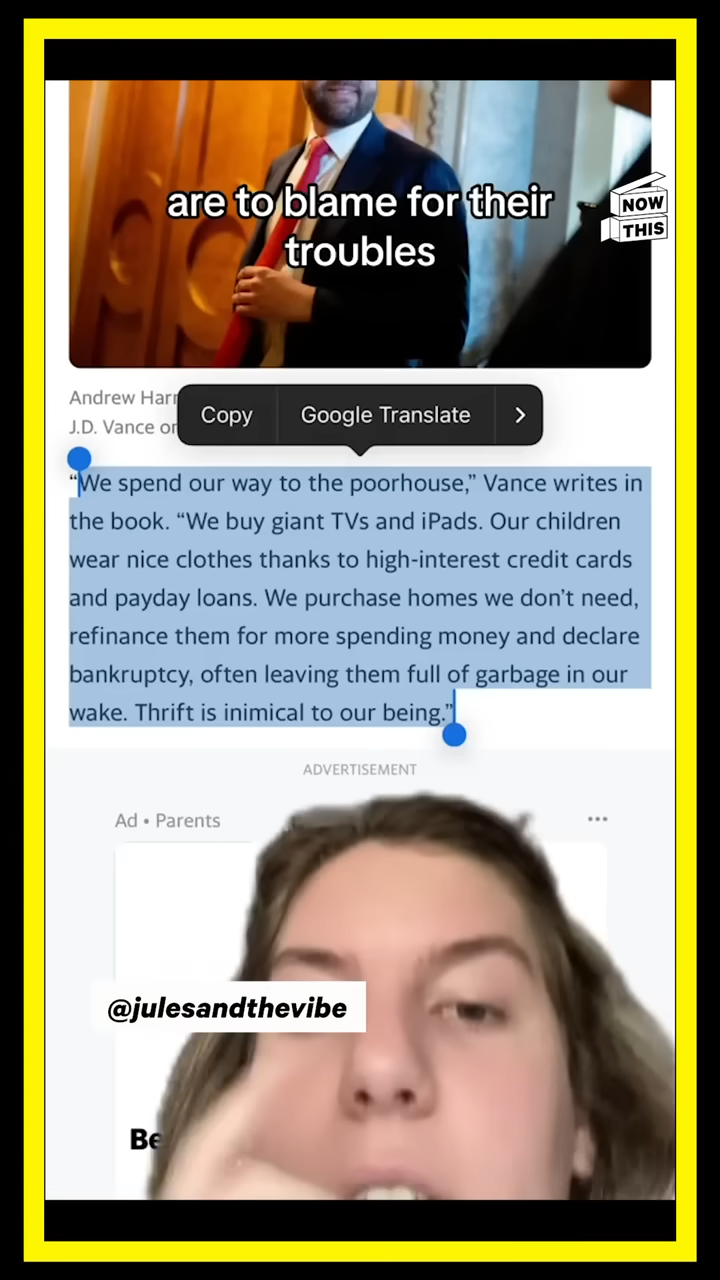 are to blame for their
troubles
NOW
THIS
Andrew
J.D. Vance
Copy
Google Translate
“We spend our way to the poorhouse,” Vance writes in
the book. “We buy giant TVs and iPads. Our children
wear nice clothes thanks to high-interest credit cards
and payday loans. We purchase homes we don’t need,
refinance them for more spending money and declare
bankruptcy, often leaving them full of garbage in our
wake. Thrift is inimical to our being.”
ADVERTISEMENT
Ad • Parents
@julesandthevibe